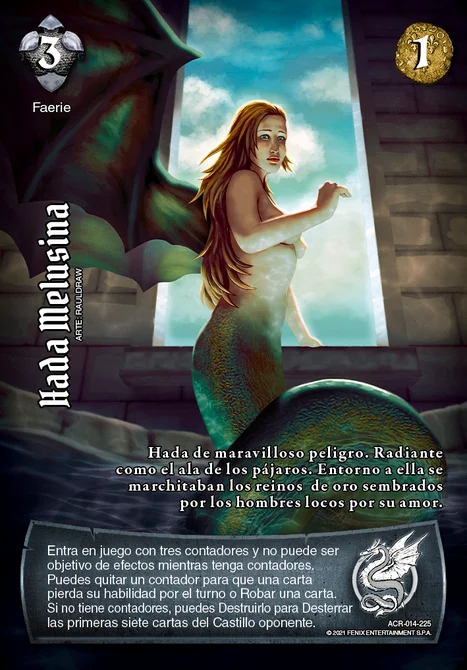 3
1
Faerie
Hada Melusina
ARTE: RAULDRAW
Hada de maravilloso peligro. Radiante
como el ala de los pájaros. Entorno a ella se
marchitaban los reinos de oro sembrados
por los hombres locos por su amor.
Entra en juego con tres contadores y no puede ser
objetivo de efectos mientras tenga contadores.
Puedes quitar un contador para que una carta
pierda su habilidad por el turno o Robar una carta.
Si no tiene contadores, puedes Destruirlo para Desterrar
las primeras siete cartas del Castillo oponente.
ACR-014-225
© 2021 FENIX ENTERTAINMENT S.P.A.